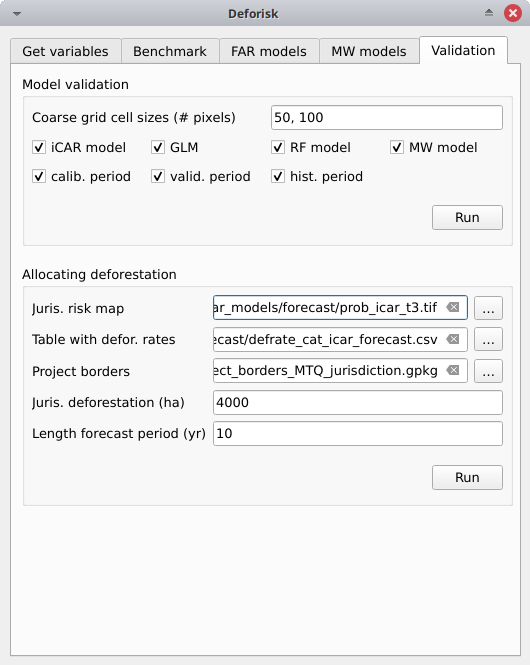 Deforisk
Get variables Benchmark FAR models MW models Validation
Model validation
Coarse grid cell sizes (# pixels) 50, 100
iCAR model GLM RF model MW model
calib. period valid. period hist. period
Run
Allocating deforestation
Juris. risk map ar_models/forecast/prob_icar_t3.tif ...
Table with defor. rates ecast/defrate_cat_icar_forecast.csv ...
Project borders ect_borders_MTQ_jurisdiction.gpkg ...
Juris. deforestation (ha) 4000
Length forecast period (yr) 10
Run